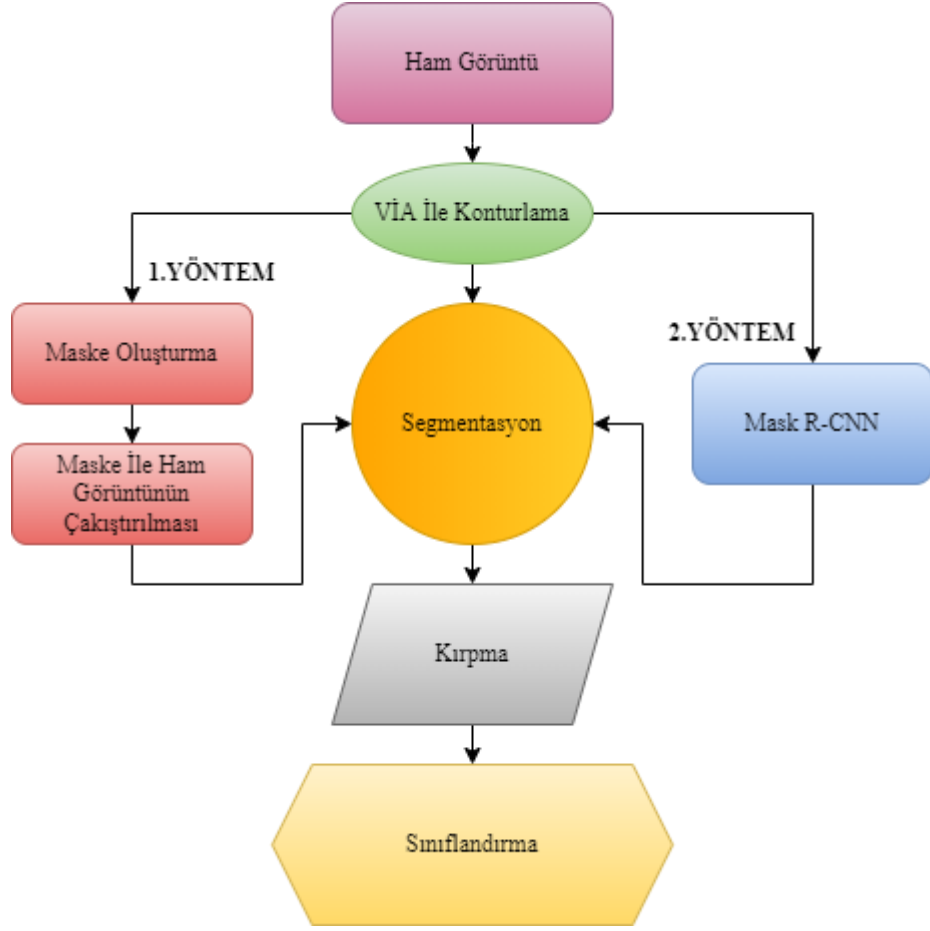 Ham Görüntü
VİA İle Konturlama
1.YÖNTEM
Maske Oluşturma
2.YÖNTEM
Segmentasyon
Mask R-CNN
Maske İle Ham
Görüntünün
Çakıştırılması
Kırpma
Sınıflandırma